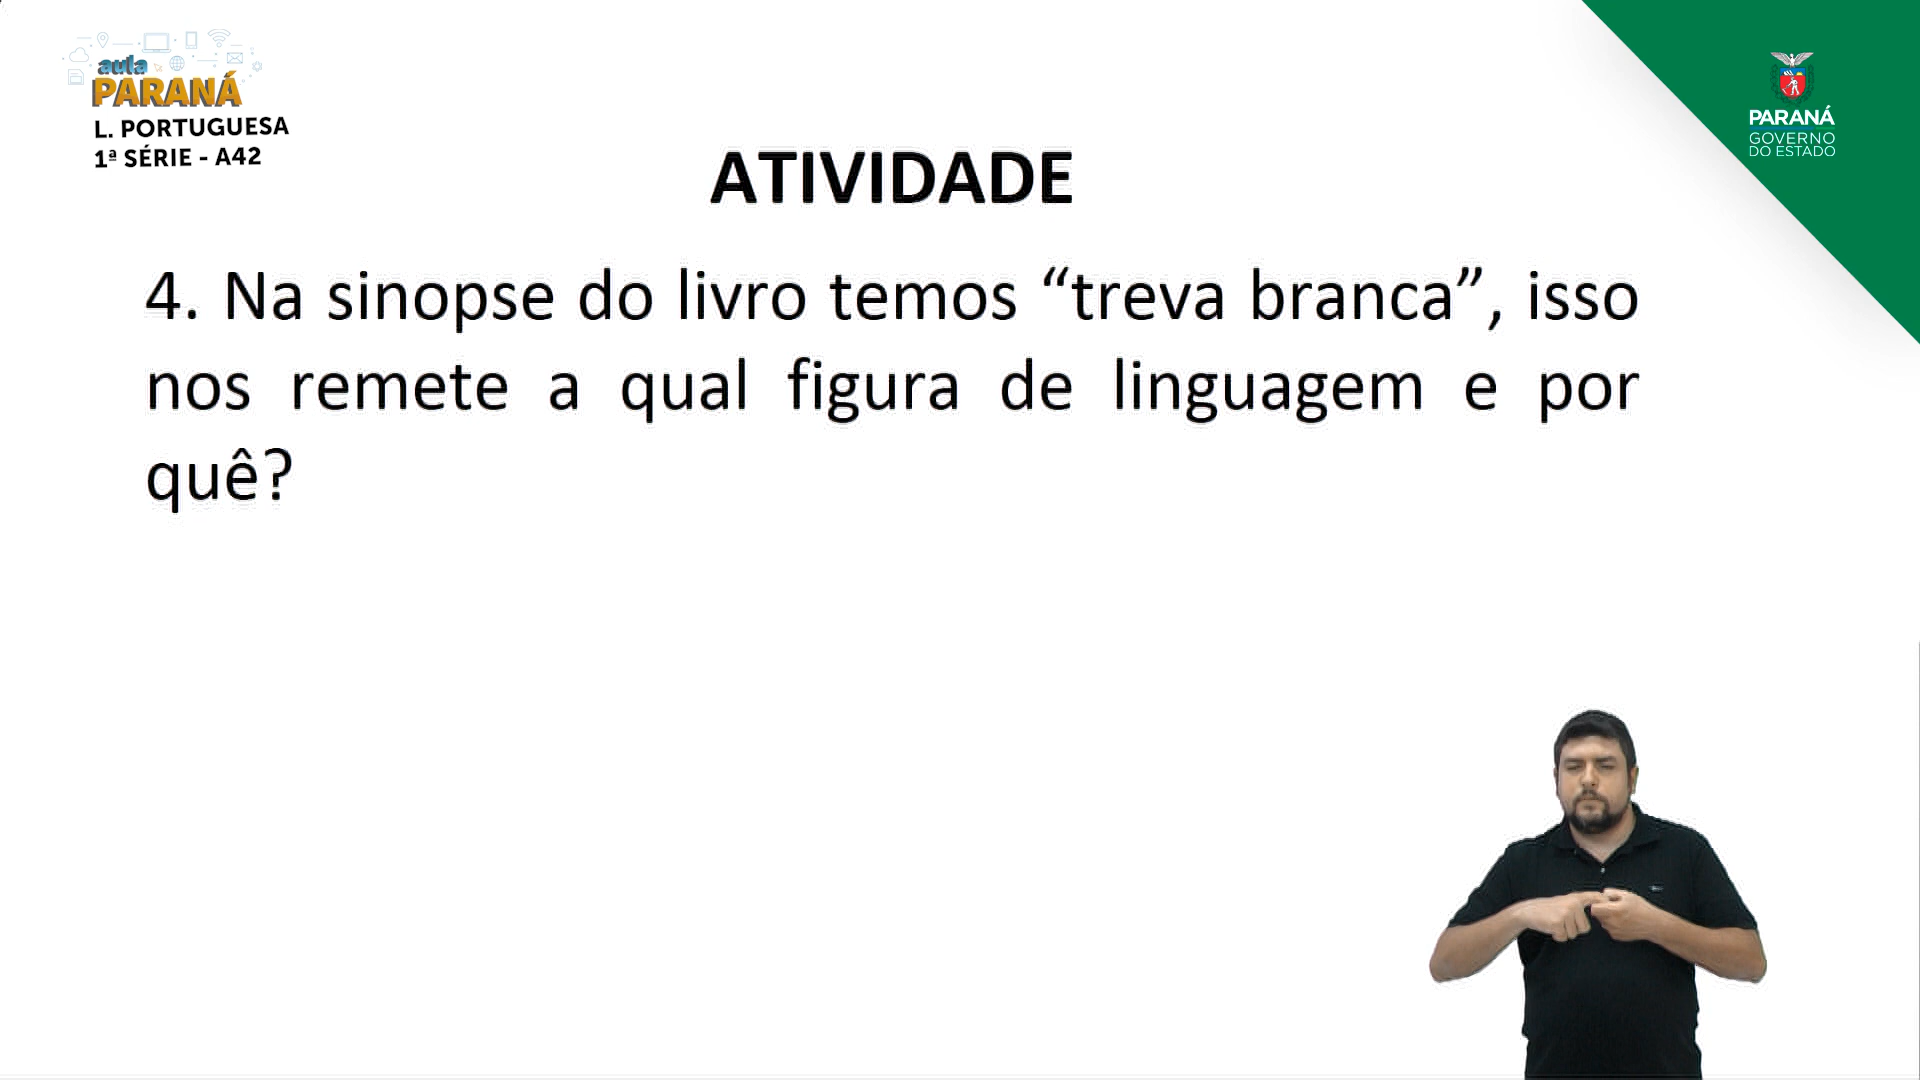 aula
PARANÁ
L. PORTUGUESA
1ª SÉRIE - A42
PARANÁ
GOVERNO
DO ESTADO
ATIVIDADE
4. Na sinopse do livro temos “treva branca”, isso
nos remete a qual figura de linguagem e por
quê?